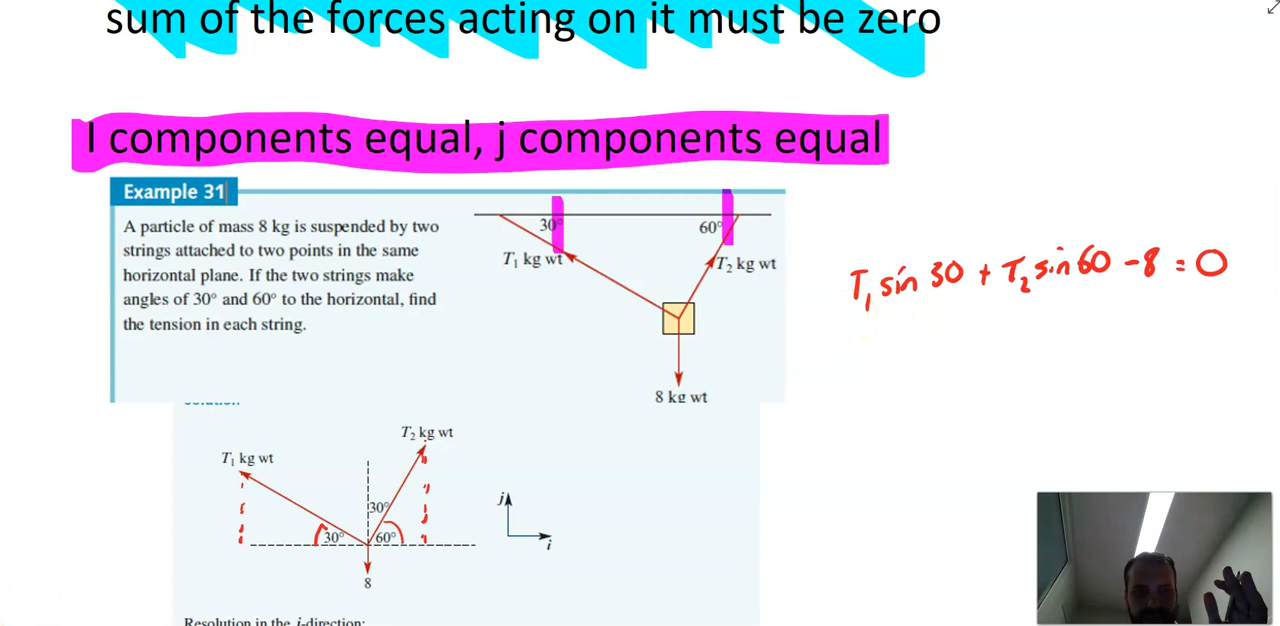 sum of the forces acting on it must be zero
I components equal, j components equal
Example 31
A particle of mass 8 kg is suspended by two
strings attached to two points in the same
horizontal plane. If the two strings make
angles of 30° and 60° to the horizontal, find
the tension in each string.
30°
60°
T₁ kg wt
T₂ kg wt
8 kg wt
T₁ sin 30 + T₂ sin 60 - 8 = 0
T₂ kg wt
T₁ kg wt
30°
30°
60°
8
j
i
Resolution in the i-direction: